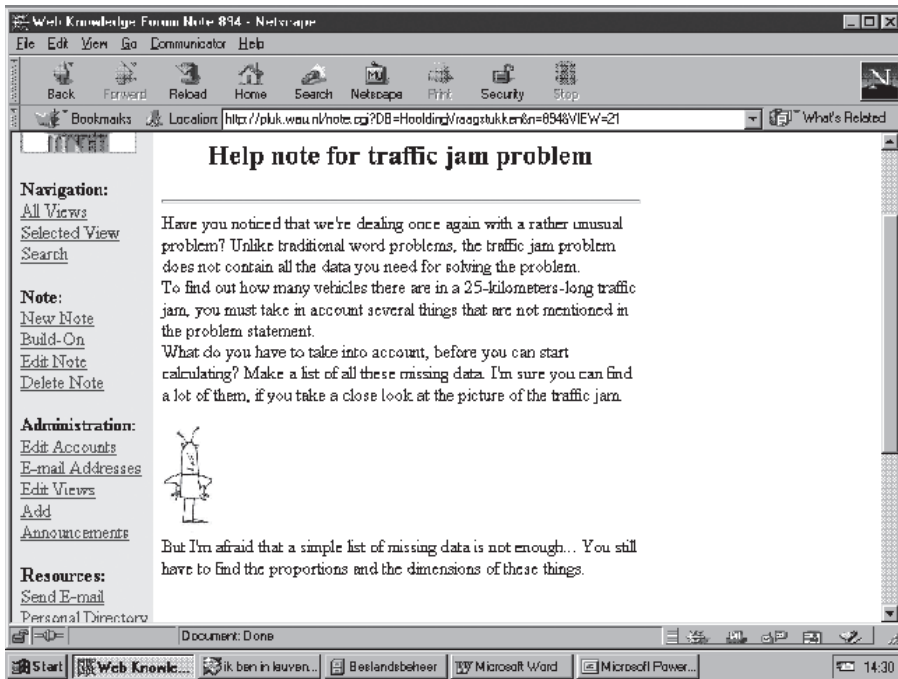 Web Knowledge Forum Note 894 - Netscape
File Edit View Go Communicator Help
Back Forward Reload Home Search Netscape Print Security Stop
Bookmarks Location: http://pluk.wau.nl/note.cgi?DB=HooldingVraagstukken&n=894&VIEW=21 What's Related
Help note for traffic jam problem
Navigation:
All Views
Selected View
Search
Note:
New Note
Build-On
Edit Note
Delete Note
Administration:
Edit Accounts
E-mail Addresses
Edit Views
Add
Announcements
Resources:
Send E-mail
Personal Directory
Have you noticed that we're dealing once again with a rather unusual
problem? Unlike traditional word problems, the traffic jam problem
does not contain all the data you need for solving the problem.
To find out how many vehicles there are in a 25-kilometers-long traffic
jam, you must take in account several things that are not mentioned in
the problem statement.
What do you have to take into account, before you can start
calculating? Make a list of all these missing data. I'm sure you can find
a lot of them, if you take a close look at the picture of the traffic jam.
But I'm afraid that a simple list of missing data is not enough... You still
have to find the proportions and the dimensions of these things.
Document: Done
Start Web Knowle... ik ben in leuven... Beslandsbeheer Microsoft Word Microsoft Power... 14:30